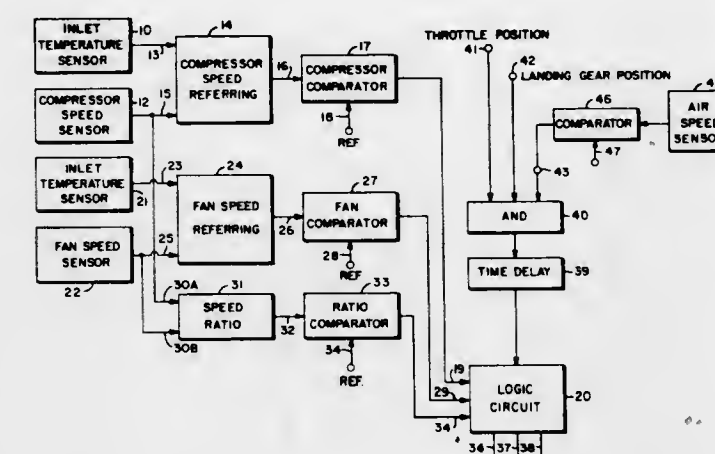 INLET
TEMPERATURE
SENSOR
10
13
14
COMPRESSOR
SPEED
REFERRING
16
17
COMPRESSOR
COMPARATOR
18
REF
COMPRESSOR
SPEED
SENSOR
12
15
INLET
TEMPERATURE
SENSOR
21
23
24
FAN SPEED
REFERRING
26
27
FAN
COMPARATOR
28
REF
FAN SPEED
SENSOR
22
25
30A
30B
31
SPEED
RATIO
32
33
RATIO
COMPARATOR
34
REF.
THROTTLE POSITION
41
42
LANDING GEAR POSITION
43
46
COMPARATOR
47
AIR
SPEED
AND
40
TIME DELAY
39
19
29
34
LOGIC
CIRCUIT
20
34 37 38